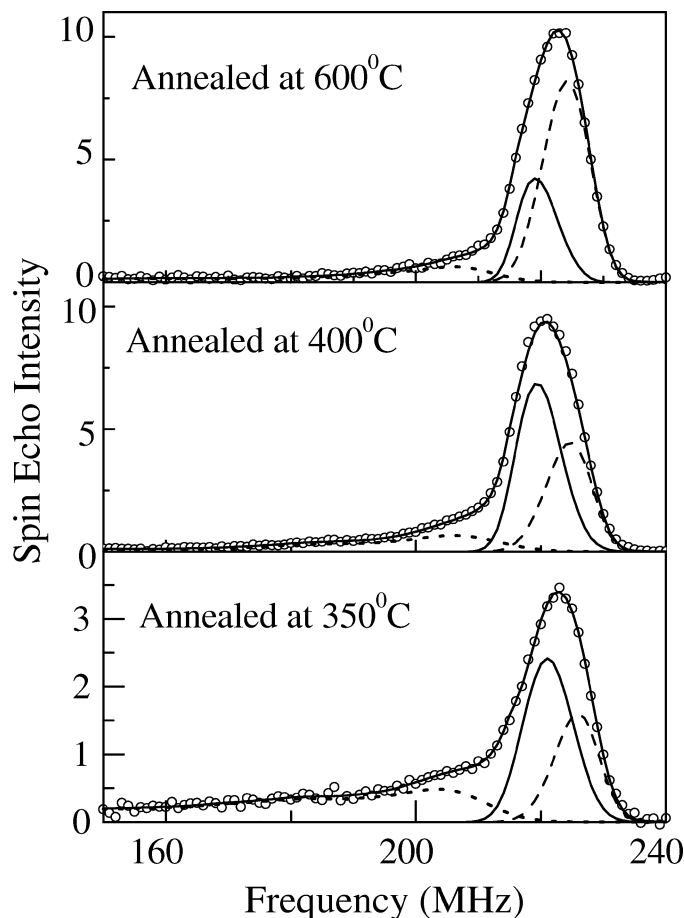 10
Annealed at 600⁰C
5
0
10
Annealed at 400⁰C
5
0
Annealed at 350⁰C
3
2
1
0
Spin Echo Intensity
160 200 240
Frequency (MHz)